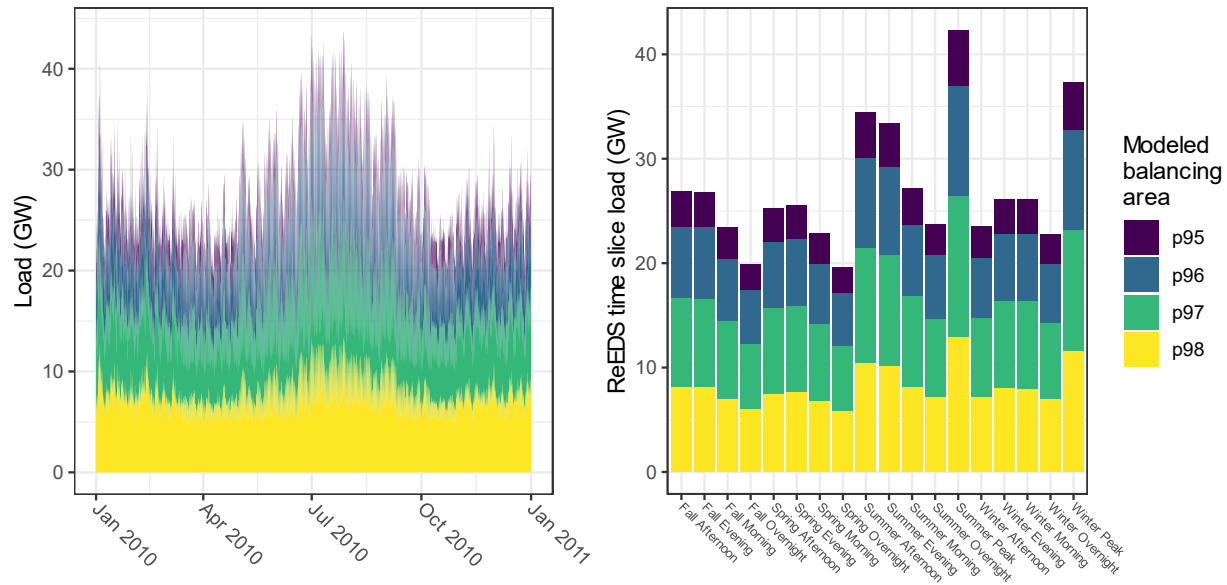 Load (GW)
40
30
20
10
0
Jan 2010
Apr 2010
Jul 2010
Oct 2010
Jan 2011
ReEDS time slice load (GW)
40
30
20
10
0
Fall Afternoon
Fall Evening
Fall Morning
Fall Overnight
Spring Afternoon
Spring Evening
Spring Morning
Spring Overnight
Summer Afternoon
Summer Evening
Summer Morning
Summer Overnight
Summer Peak
Winter Afternoon
Winter Evening
Winter Morning
Winter Overnight
Winter Peak
Modeled
balancing
area
p95
p96
p97
p98